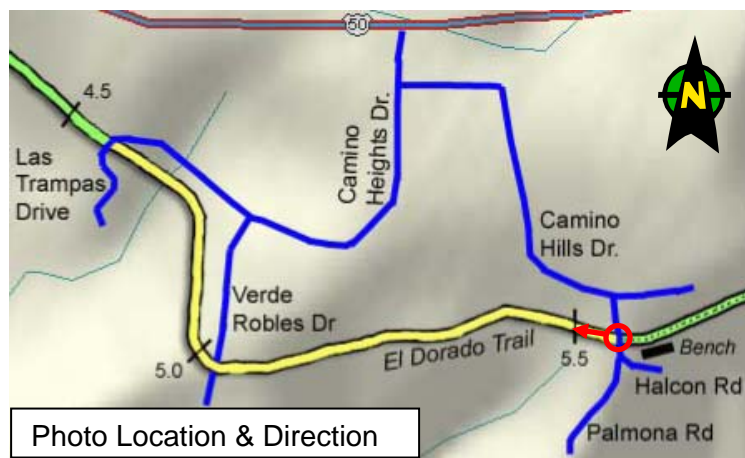 50
N
4.5
Las
Trampas
Drive
Camino
Heights Dr.
Camino
Hills Dr.
Verde
Robles Dr
5.0
El Dorado Trail
5.5
Bench
Halcon Rd
Palmona Rd
Photo Location & Direction